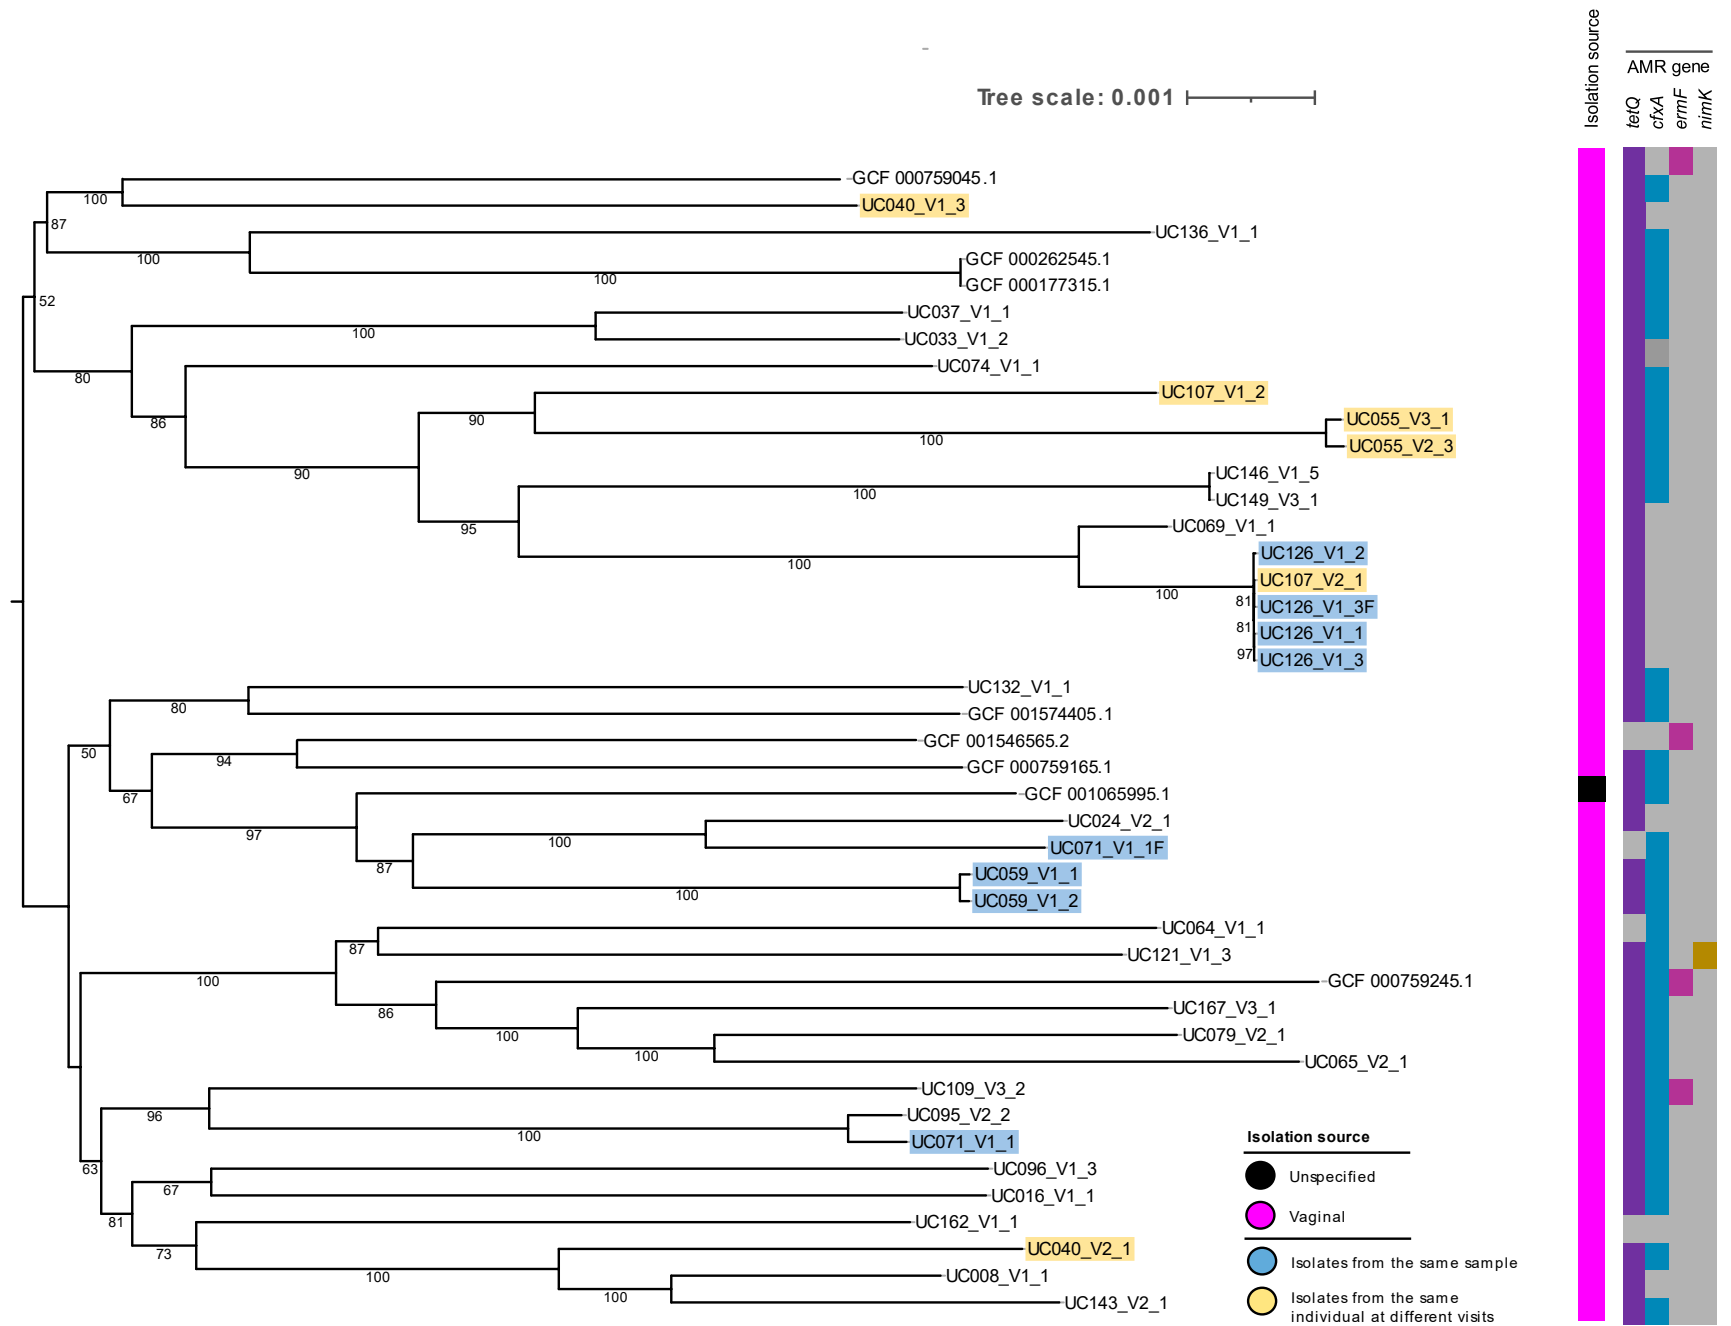 Isolation source
AMR gene
tetQ
cfxA
ermF
nimK
Tree scale: 0.001
GCF 000759045.1
100
UC040_V1_3
87
UC136_V1_1
100
GCF 000262545.1
100
GCF 000177315.1
52
UC037_V1_1
100
UC033_V1_2
UC074_V1_1
80
UC107_V1_2
86
90
UC055_V3_1
100
UC055_V2_3
90
UC146_V1_5
100
UC149_V3_1
95
UC069_V1_1
UC126_V1_2
100
UC107_V2_1
100
81
UC126_V1_3F
81
UC126_V1_1
97
UC126_V1_3
UC132_V1_1
80
GCF 001574405.1
GCF 001546565.2
50
94
GCF 000759165.1
67
GCF 001065995.1
97
UC024_V2_1
100
UC071_V1_1F
87
UC059_V1_1
100
UC059_V1_2
UC064_V1_1
87
UC121_V1_3
100
GCF 000759245.1
86
UC167_V3_1
100
UC079_V2_1
100
UC065_V2_1
UC109_V3_2
96
UC095_V2_2
100
UC071_V1_1
63
UC096_V1_3
67
UC016_V1_1
81
UC162_V1_1
73
UC040_V2_1
100
UC008_V1_1
100
UC143_V2_1
Isolation source
Unspecified
Vaginal
Isolates from the same sample
Isolates from the same
individual at different visits